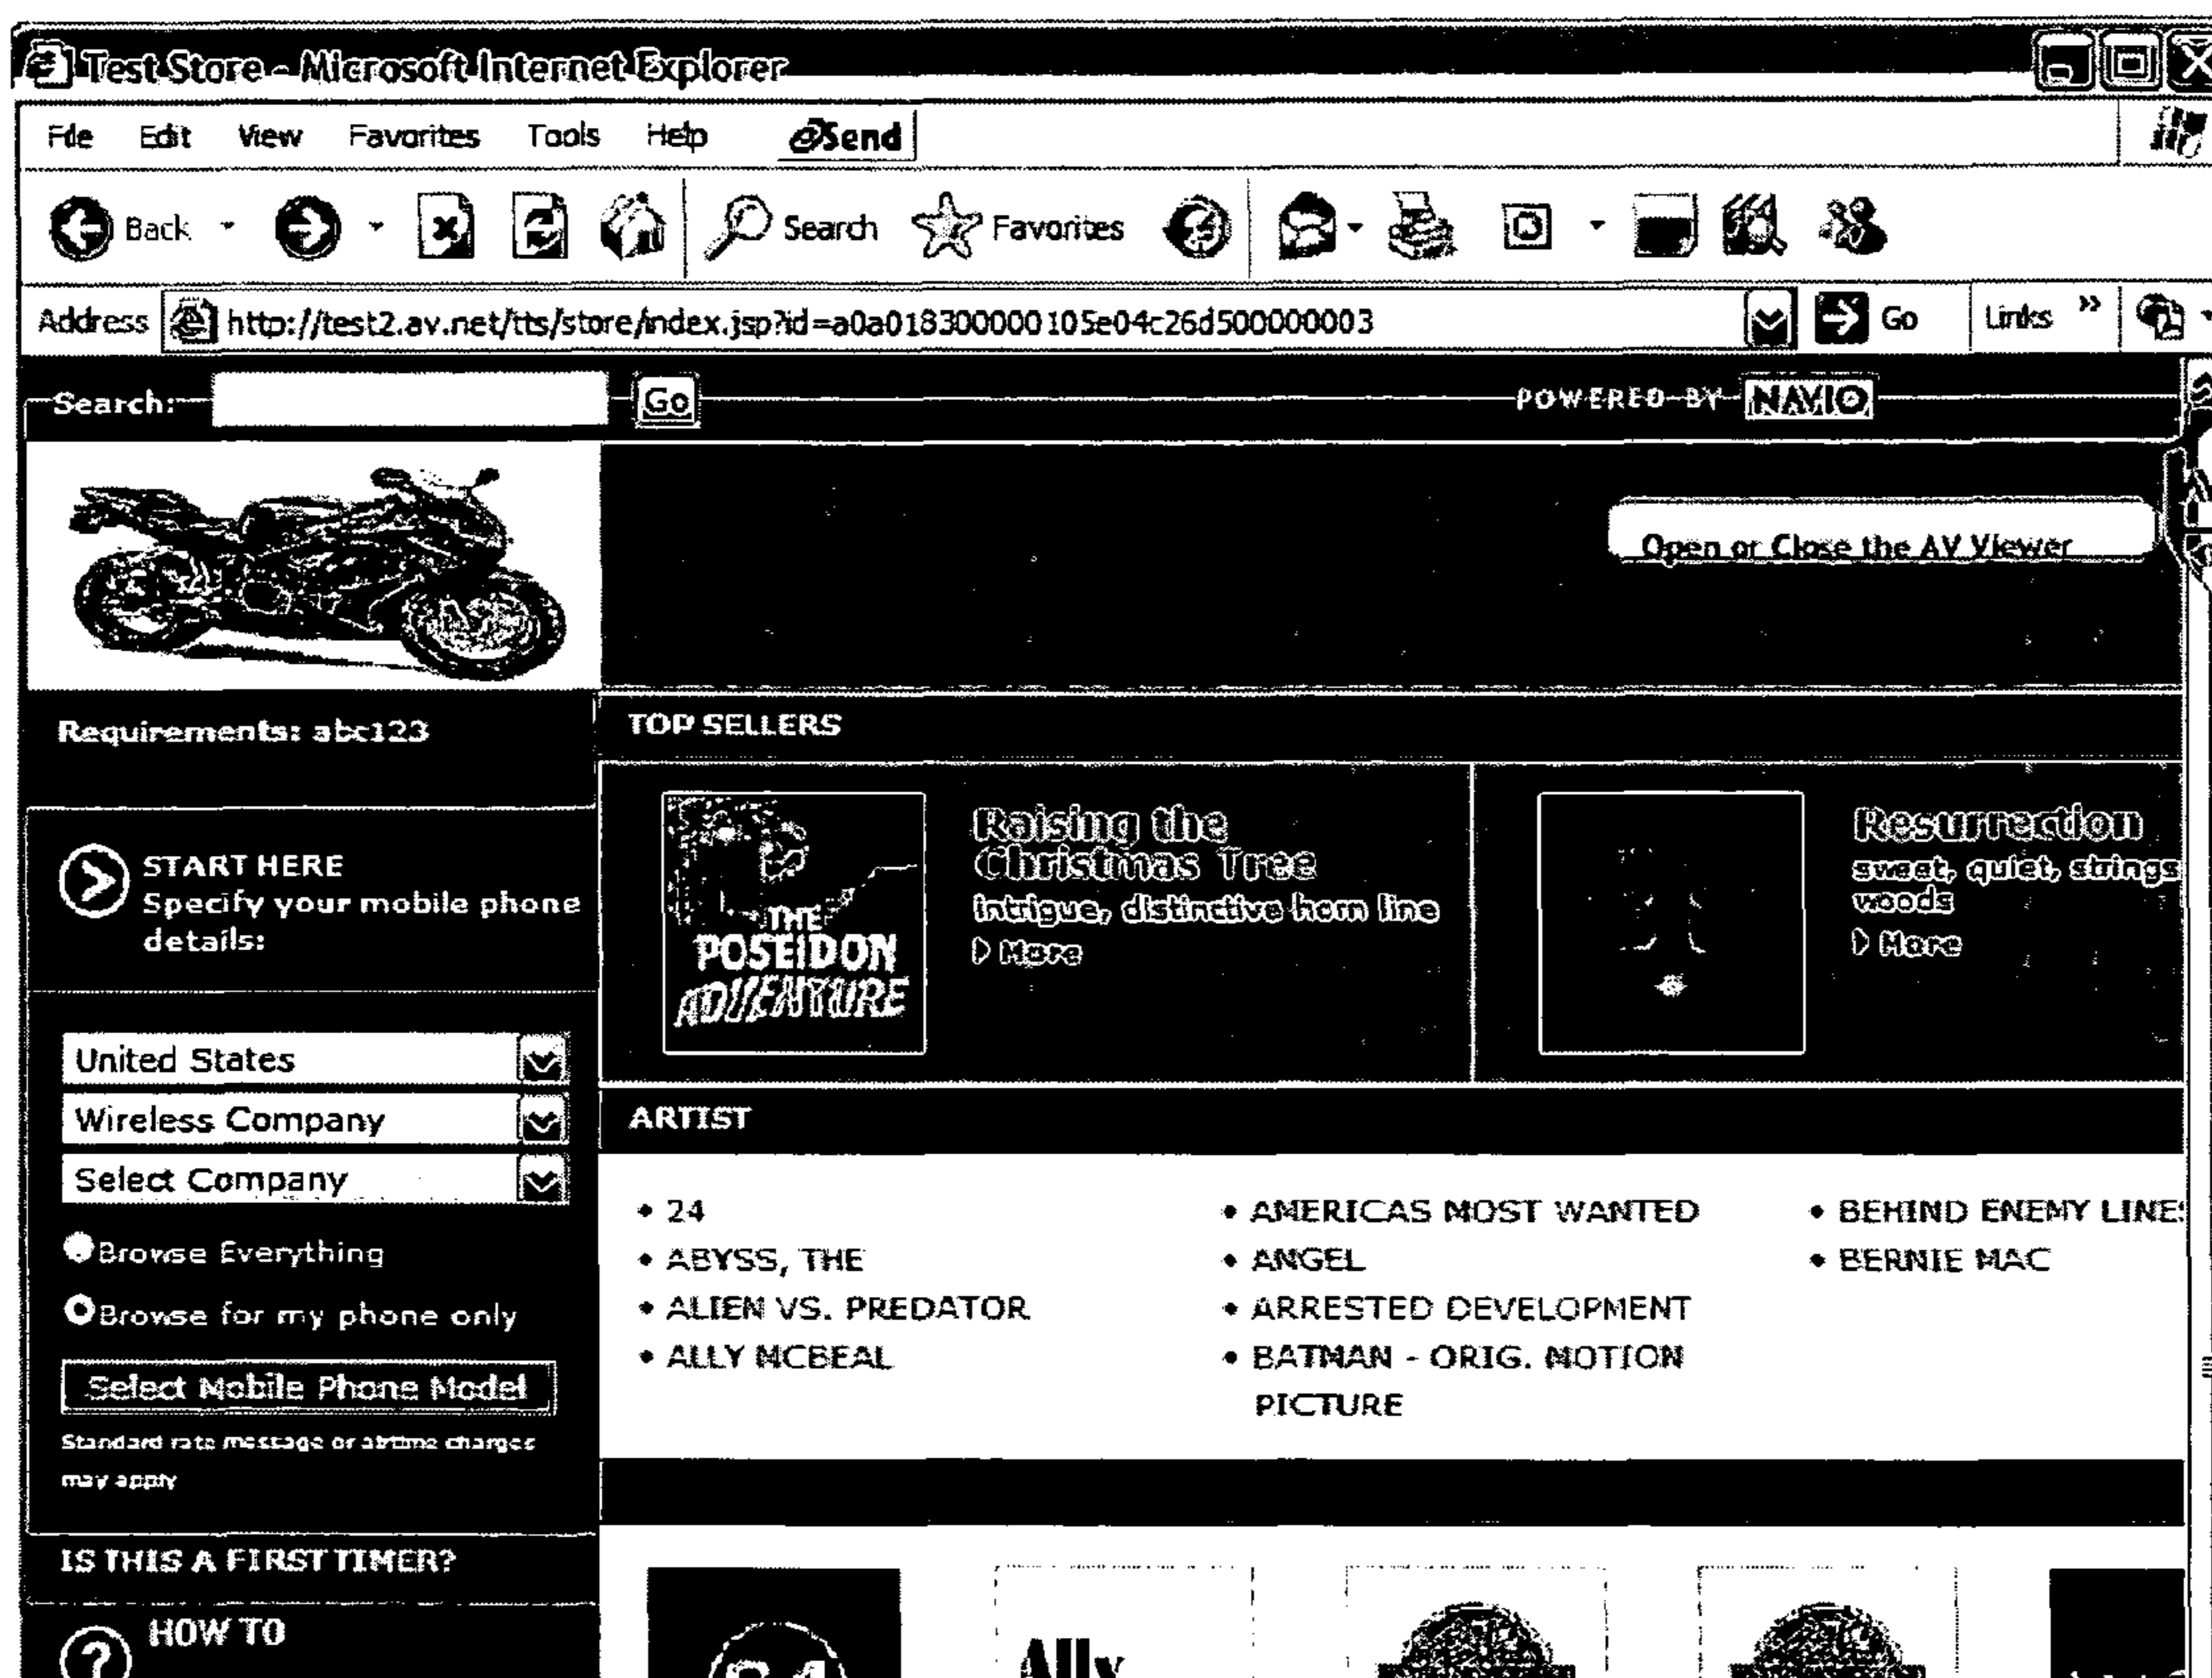 Test Store - Microsoft Internet Explorer
File Edit View Favorites Tools Help Send
Back Search Favorites
Address http://test2.av.net/tts/store/index.jsp?id=a0a018300000105e04c26d500000003 Go Links »
Search: Go POWERED BY NAVIO
Open or Close the AV Viewer
Requirements: abc123
START HERE
Specify your mobile phone
details:
United States
Wireless Company
Select Company
Browse Everything
Browse for my phone only
Select Mobile Phone Model
Standard rate message or airtime charges
may apply
IS THIS A FIRST TIMER?
HOW TO
TOP SELLERS
THE
POSEIDON
ADVENTURE
Raising the
Christmas Tree
intrigue, distinctive horn line
More
Resurrection
sweet, quiet, strings
woods
More
ARTIST
• 24
• ABYSS, THE
• ALIEN VS. PREDATOR
• ALLY MCBEAL
• AMERICAS MOST WANTED
• ANGEL
• ARRESTED DEVELOPMENT
• BATMAN - ORIG. MOTION
PICTURE
• BEHIND ENEMY LINES
• BERNIE MAC
24
Ally